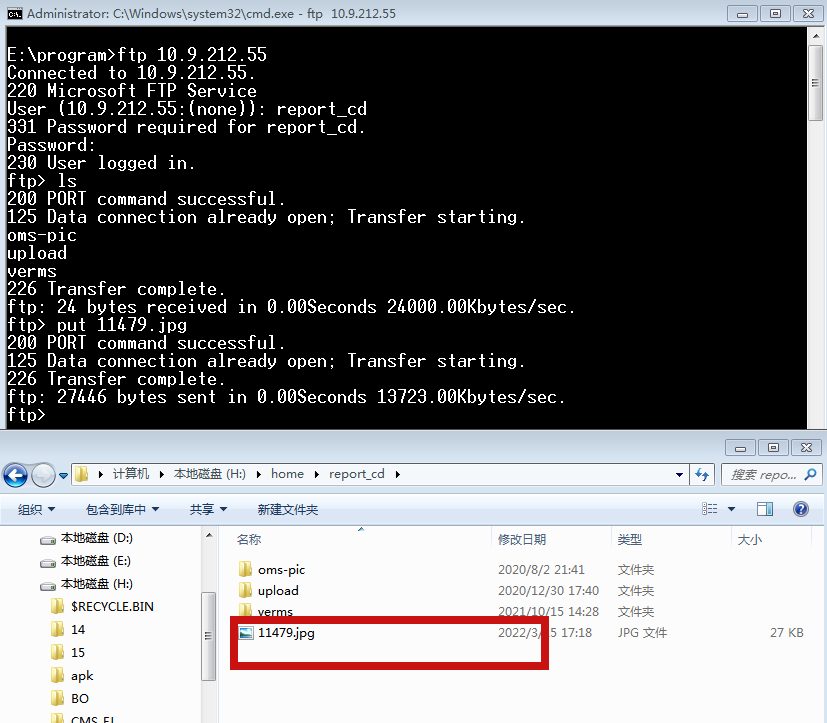 Administrator: C:\Windows\system32\cmd.exe - ftp  10.9.212.55
E:\program>ftp 10.9.212.55
Connected to 10.9.212.55.
220 Microsoft FTP Service
User (10.9.212.55:(none)): report_cd
331 Password required for report_cd.
Password:
230 User logged in.
ftp> ls
200 PORT command successful.
125 Data connection already open; Transfer starting.
oms-pic
upload
verms
226 Transfer complete.
ftp: 24 bytes received in 0.00Seconds 24000.00Kbytes/sec.
ftp> put 11479.jpg
200 PORT command successful.
125 Data connection already open; Transfer starting.
226 Transfer complete.
ftp: 27446 bytes sent in 0.00Seconds 13723.00Kbytes/sec.
ftp>
计算机 本地磁盘 (H:) home report_cd 搜索 repo...
组织 包含到库中 共享 新建文件夹
本地磁盘 (D:)
本地磁盘 (E:)
本地磁盘 (H:)
$RECYCLE.BIN
14
15
apk
BO
名称 修改日期 类型 大小
oms-pic 2020/8/2 21:41 文件夹
upload 2020/12/30 17:40 文件夹
verms 2021/10/15 14:28 文件夹
11479.jpg 17:18 JPG 文件 27 KB